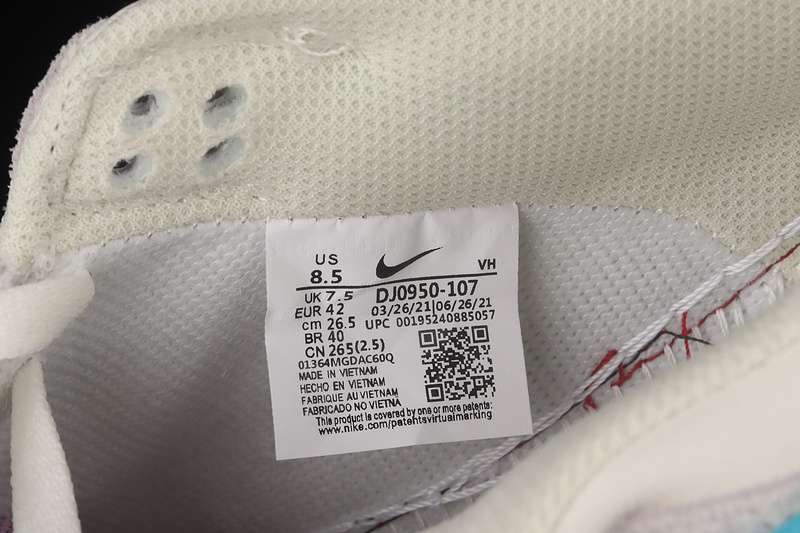 US
8.5
VH
UK 7.5 DJ0950-107
EUR 42 03/26/21|06/26/21
cm 26.5 UPC 00195240885057
BR 40
CN 265(2.5)
01364MGDAC60Q
MADE IN VIETNAM
HECHO EN VIETNAM
FABRIQUE AU VIETNAM
FABRICADO NO VIETNA
This product is covered by one or more patents:
www.nike.com/patentsvirtualmarking